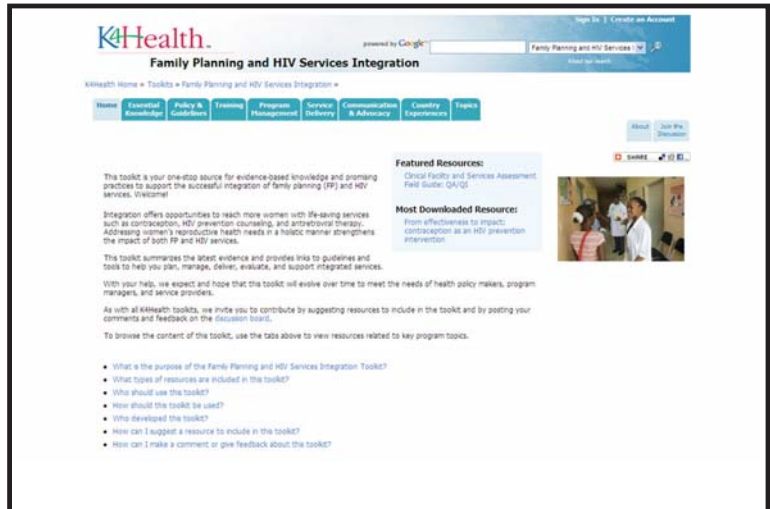 Sign In | Create an Account
K4Health
powered by Google
Family Planning and HIV Services I
Family Planning and HIV Services Integration
K4Health Home » Toolkits » Family Planning and HIV Services Integration »
Home
Essential Knowledge
Policy & Guidelines
Training
Program Management
Service Delivery
Communication & Advocacy
Country Experiences
Topics
About
Join the Discussion
SHARE
This toolkit is your one-stop source for evidence-based knowledge and promising
practices to support the successful integration of family planning (FP) and HIV
services. Welcome!
Integration offers opportunities to reach more women with life-saving services
such as contraception, HIV prevention counseling, and antiretroviral therapy.
Addressing women's reproductive health needs in a holistic manner strengthens
the impact of both FP and HIV services.
This toolkit summarizes the latest evidence and provides links to guidelines and
tools to help you plan, manage, deliver, evaluate, and support integrated services.
Featured Resources:
Clinical Facility and Services Assessment
Field Guide: QA/QI
Most Downloaded Resource:
From effectiveness to impact:
contraception as an HIV prevention
intervention
With your help, we expect and hope that this toolkit will evolve over time to meet the needs of health policy makers, program
managers, and service providers.
As with all K4Health toolkits, we invite you to contribute by suggesting resources to include in the toolkit and by posting your
comments and feedback on the discussion board.
To browse the content of this toolkit, use the tabs above to view resources related to key program topics.
What is the purpose of the Family Planning and HIV Services Integration Toolkit?
What types of resources are included in this toolkit?
Who should use this toolkit?
How should this toolkit be used?
Who developed this toolkit?
How can I suggest a resource to include in this toolkit?
How can I make a comment or give feedback about this toolkit?